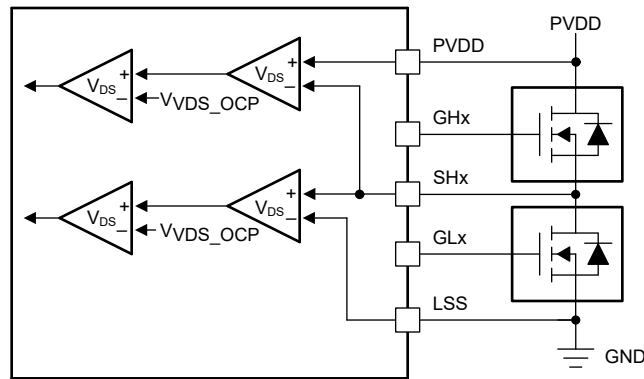 PVDD
PVDD
+
VDS
–
+
VDS
–
VVDS_OCP
GHx
SHx
+
VDS
–
+
VDS
–
VVDS_OCP
GLx
LSS
GND